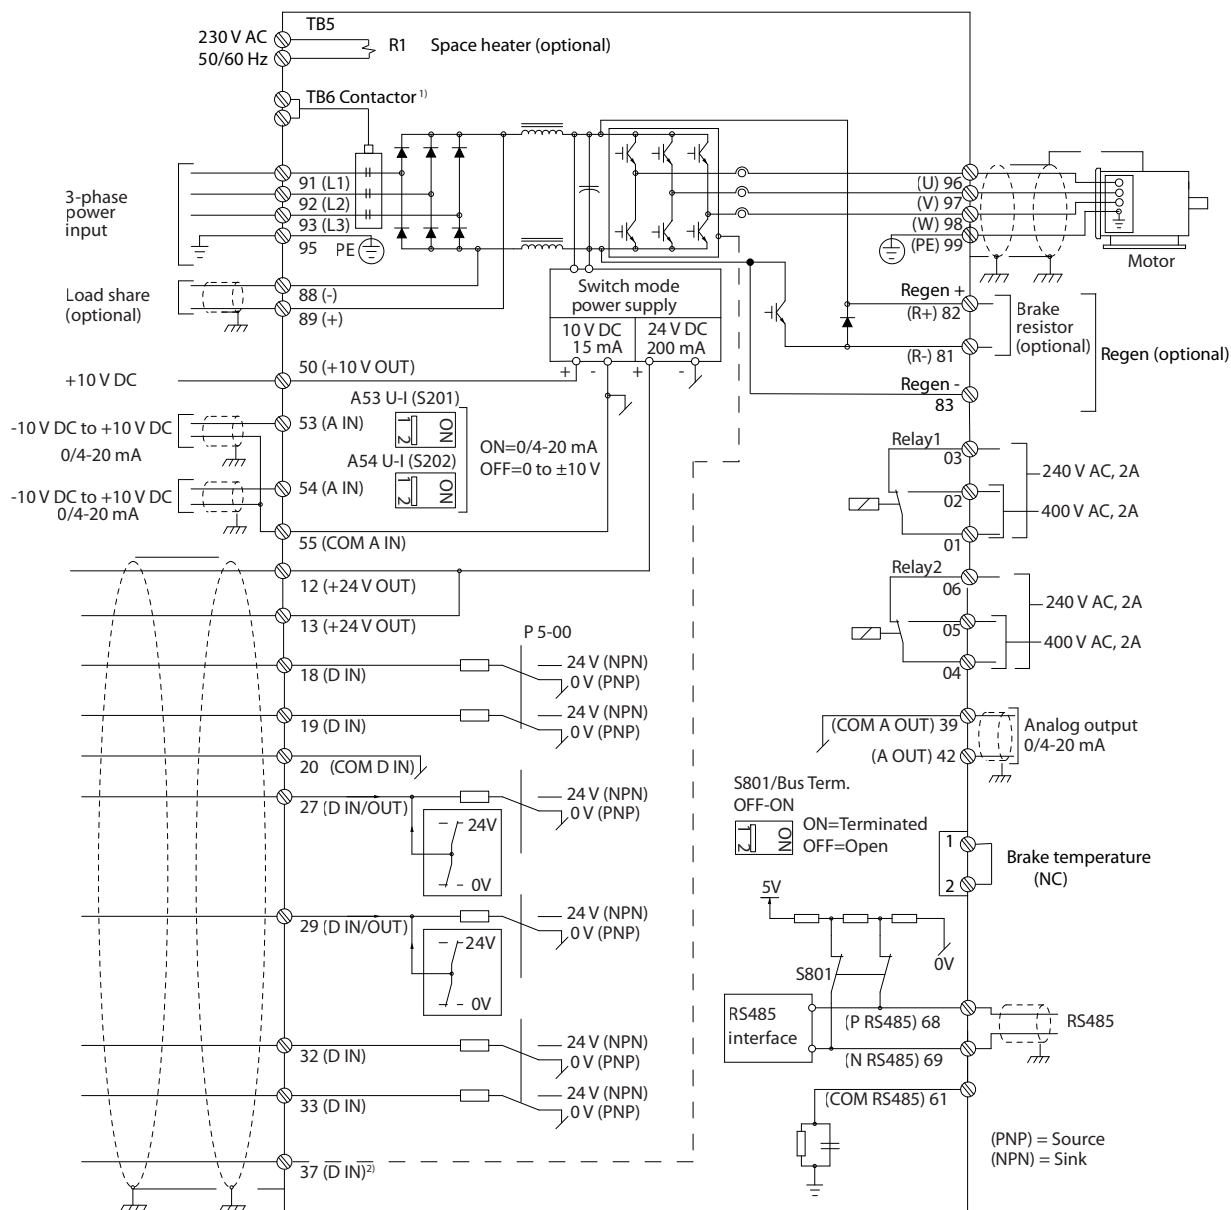 TB5
230 V AC
50/60 Hz
R1
Space heater (optional)
TB6 Contactor 1)
3-phase
power
input
91 (L1)
92 (L2)
93 (L3)
95
PE
(U) 96
(V) 97
(W) 98
(PE) 99
Motor
Load share
(optional)
88 (-)
89 (+)
Switch mode
power supply
10 V DC
15 mA
24 V DC
200 mA
+ - + -
Regen +
(R+) 82
Brake
resistor
(optional)
(R-) 81
Regen (optional)
Regen -
83
+10 V DC
50 (+10 V OUT)
A53 U-I (S201)
1 2
ON
-10 V DC to +10 V DC
0/4-20 mA
53 (A IN)
ON=0/4-20 mA
OFF=0 to ±10 V
A54 U-I (S202)
1 2
ON
-10 V DC to +10 V DC
0/4-20 mA
54 (A IN)
55 (COM A IN)
Relay1
03
240 V AC, 2A
02
400 V AC, 2A
01
12 (+24 V OUT)
13 (+24 V OUT)
Relay2
06
240 V AC, 2A
05
400 V AC, 2A
04
P 5-00
18 (D IN)
24 V (NPN)
0 V (PNP)
19 (D IN)
24 V (NPN)
0 V (PNP)
20 (COM D IN)
(COM A OUT) 39
Analog output
0/4-20 mA
(A OUT) 42
27 (D IN/OUT)
24 V (NPN)
0 V (PNP)
24V
0V
S801/Bus Term.
OFF-ON
1 2
ON
ON=Terminated
OFF=Open
1
2
Brake temperature
(NC)
29 (D IN/OUT)
24 V (NPN)
0 V (PNP)
24V
0V
5V
0V
S801
RS485
interface
(P RS485) 68
RS485
(N RS485) 69
(COM RS485) 61
32 (D IN)
24 V (NPN)
0 V (PNP)
33 (D IN)
24 V (NPN)
0 V (PNP)
37 (D IN) 2)
(PNP) = Source
(NPN) = Sink